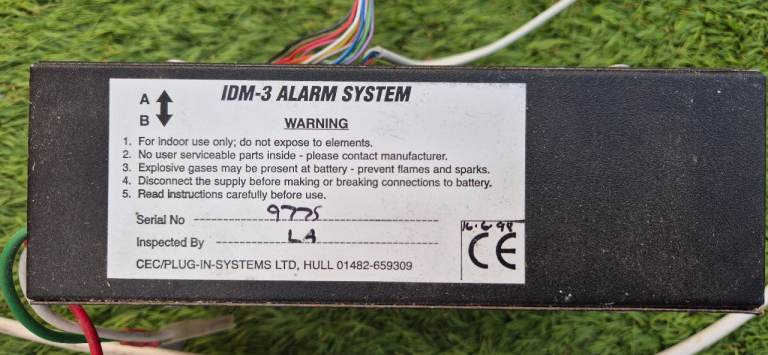 IDM-3 ALARM SYSTEM
A
B
WARNING
1. For indoor use only; do not expose to elements.
2. No user serviceable parts inside - please contact manufacturer.
3. Explosive gases may be present at battery - prevent flames and sparks.
4. Disconnect the supply before making or breaking connections to battery.
5. Read instructions carefully before use.
Serial No 9775
Inspected By LA
16.6.98
CE
CEC/PLUG-IN-SYSTEMS LTD, HULL 01482-659309